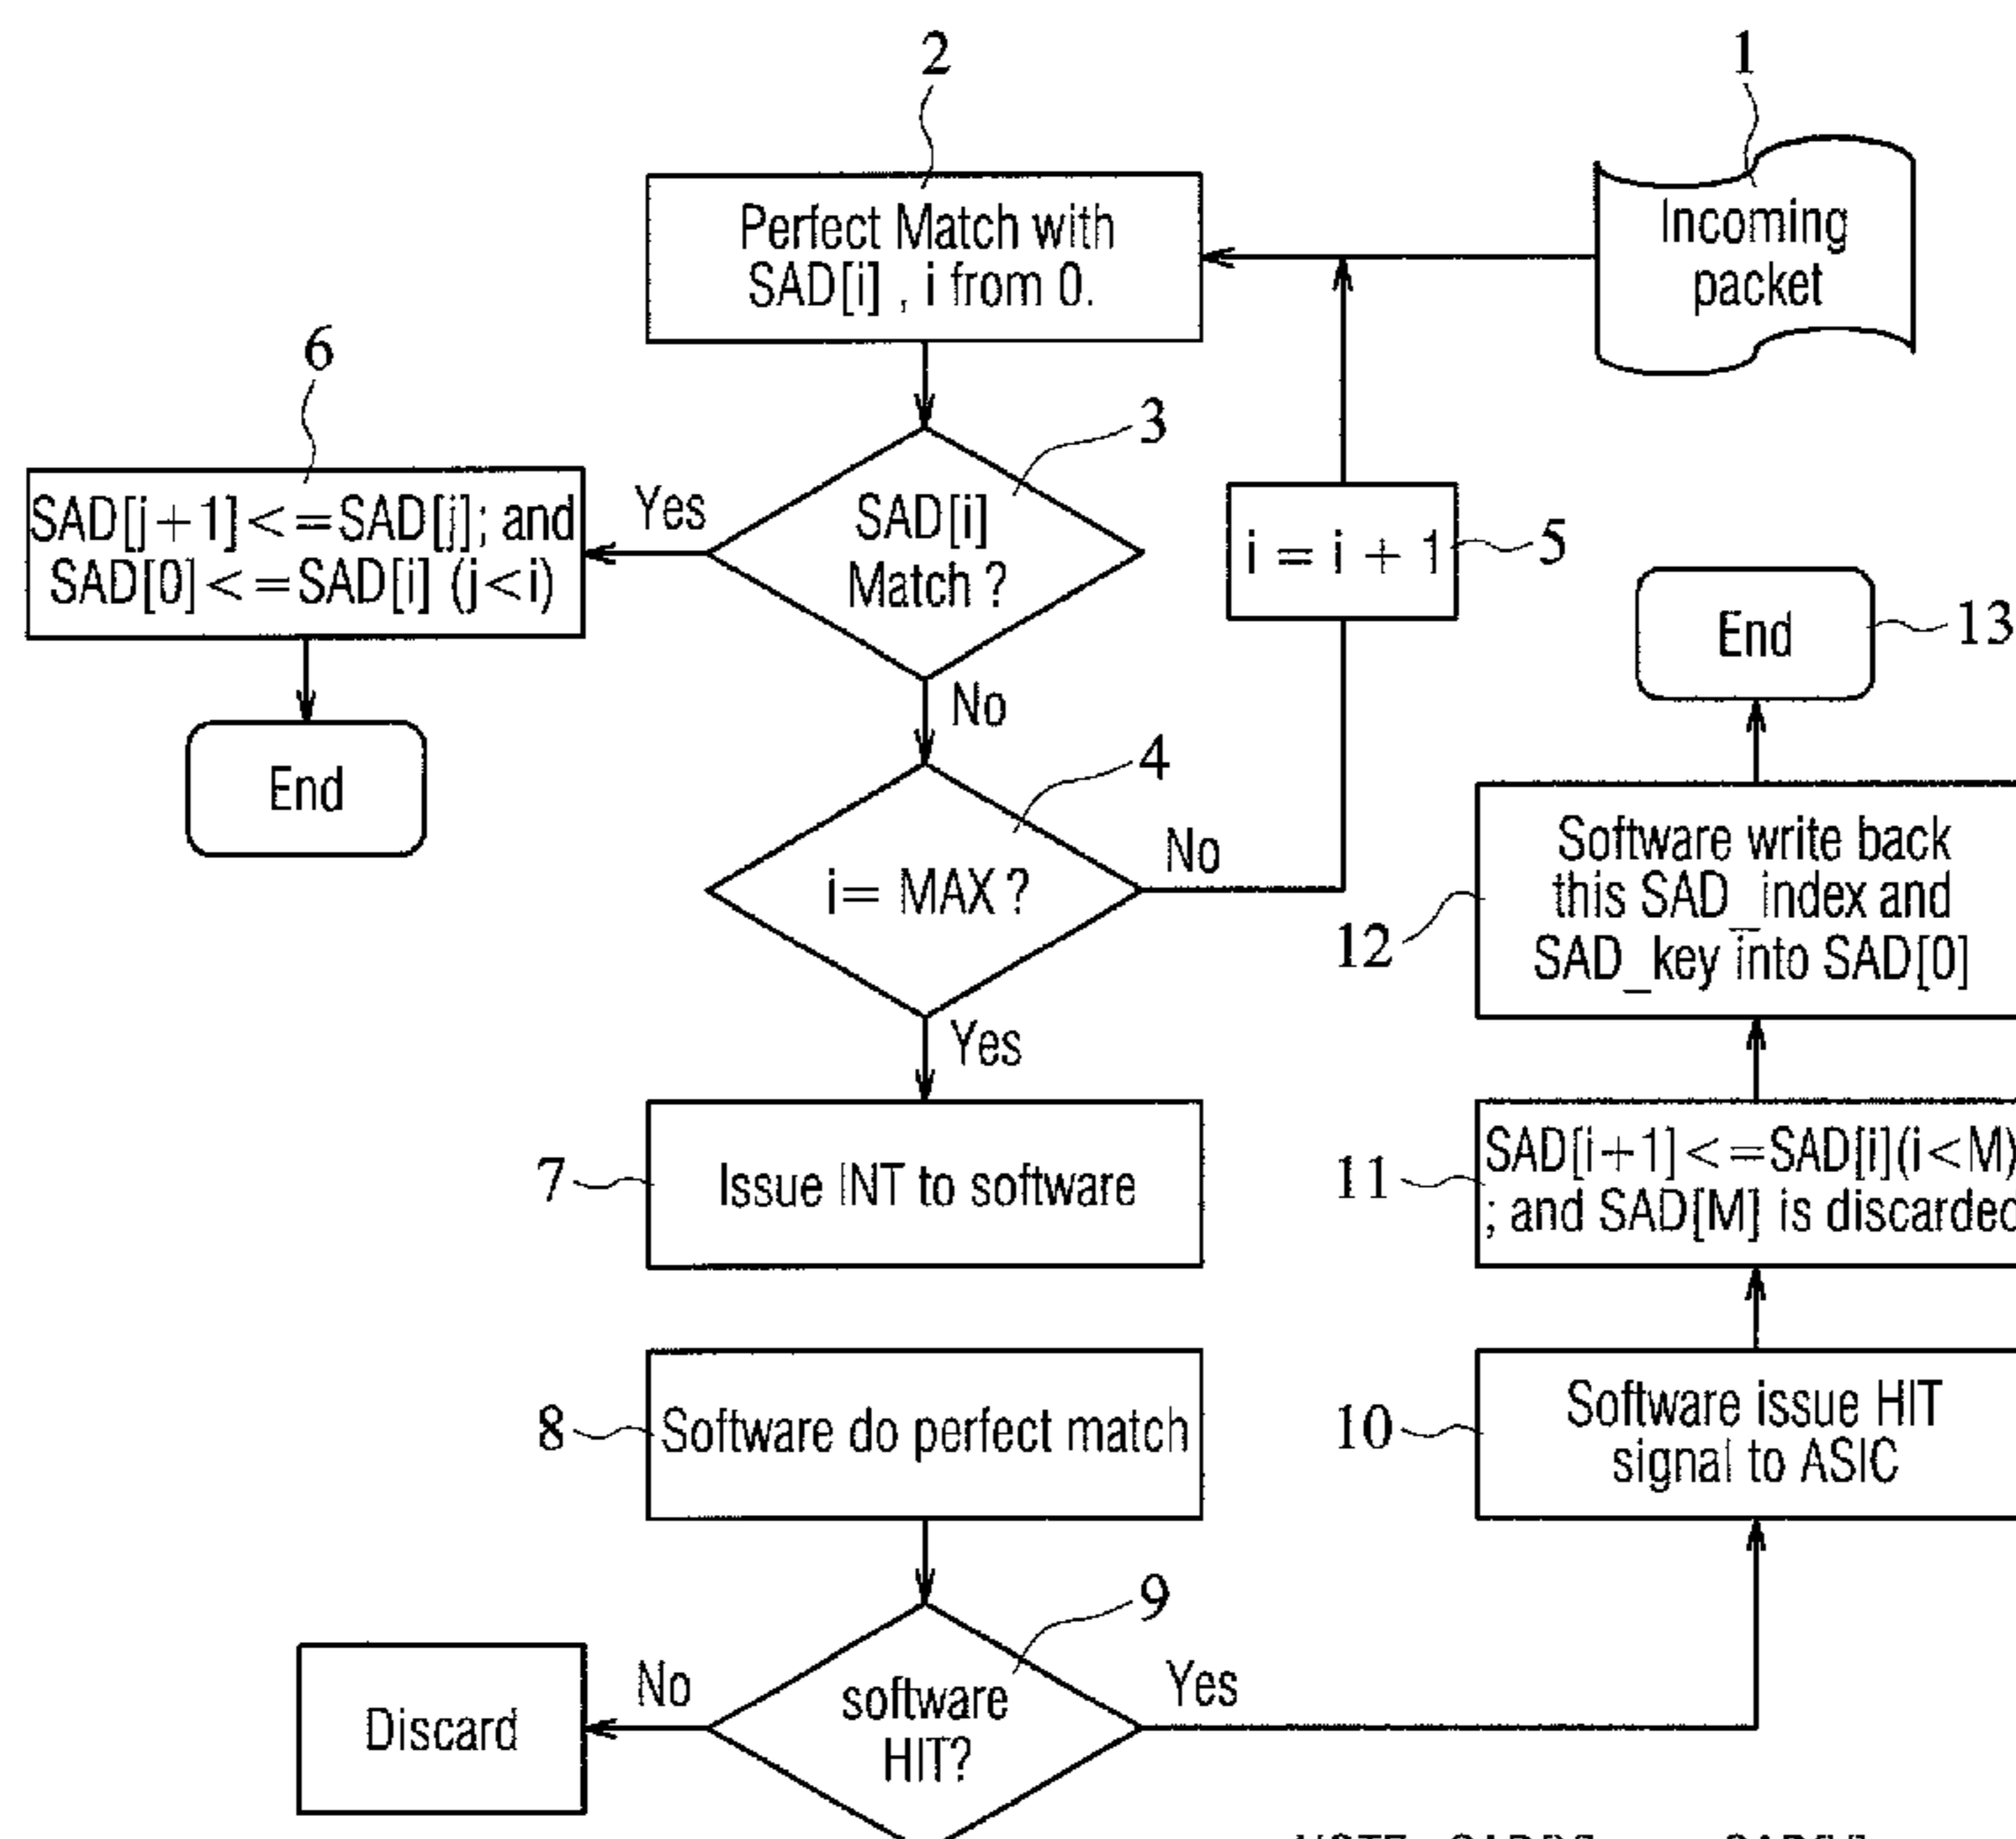 2
1
Perfect Match with
SAD[i] , i from 0.
Incoming
packet
6
3
SAD[j+1]<=SAD[j]; and
SAD[0]<=SAD[i] (j<i)
Yes
SAD[i]
Match ?
i = i + 1
5
End
13
No
End
4
i= MAX ?
No
Software write back
this SAD_index and
SAD_key into SAD[0]
12
Yes
7
Issue INT to software
11
SAD[i+1]<=SAD[i](i<M)
; and SAD[M] is discarded
8
Software do perfect match
10
Software issue HIT
signal to ASIC
9
Discard
No
software
HIT?
Yes